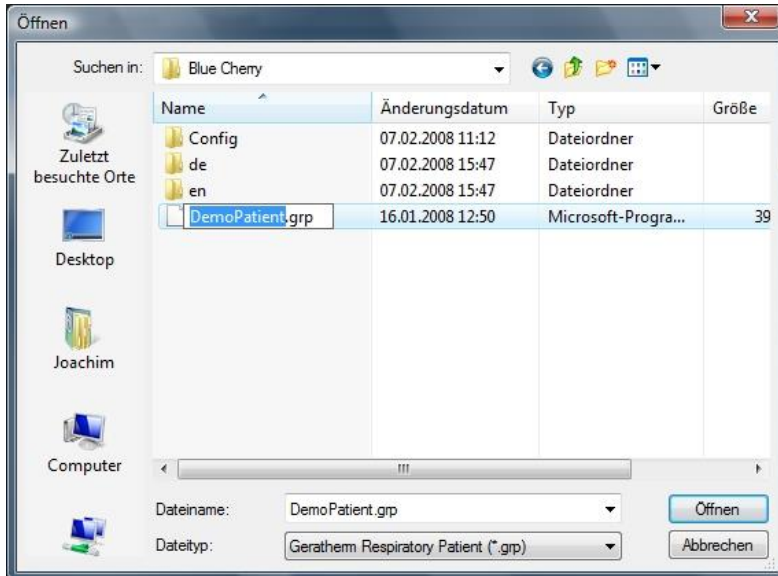 Öffnen
X
Suchen in: Blue Cherry
Name Änderungsdatum Typ Größe
Config 07.02.2008 11:12 Dateiordner
de 07.02.2008 15:47 Dateiordner
en 07.02.2008 15:47 Dateiordner
DemoPatient.grp 16.01.2008 12:50 Microsoft-Progra... 39
Zuletzt
besuchte Orte
Desktop
Joachim
Computer
Dateiname: DemoPatient.grp Öffnen
Dateityp: Geratherm Respiratory Patient (*.grp) Abbrechen